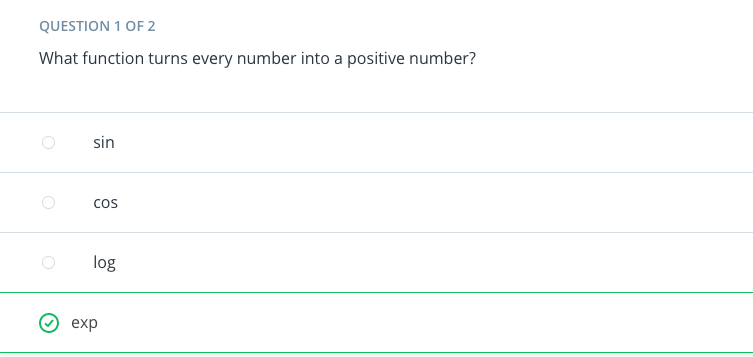 QUESTION 1 OF 2
What function turns every number into a positive number?
sin
cos
log
exp